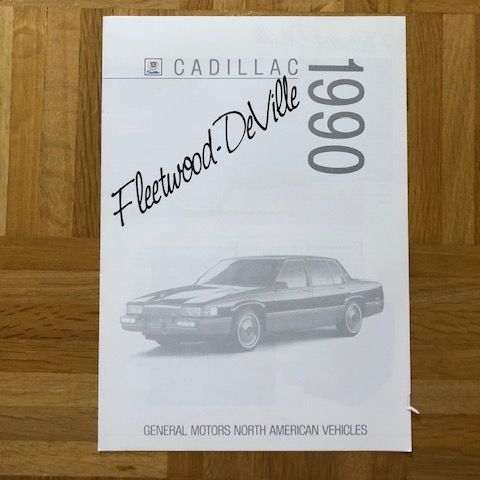 CADILLAC
1990
Fleetwood-DeVille
GENERAL MOTORS NORTH AMERICAN VEHICLES